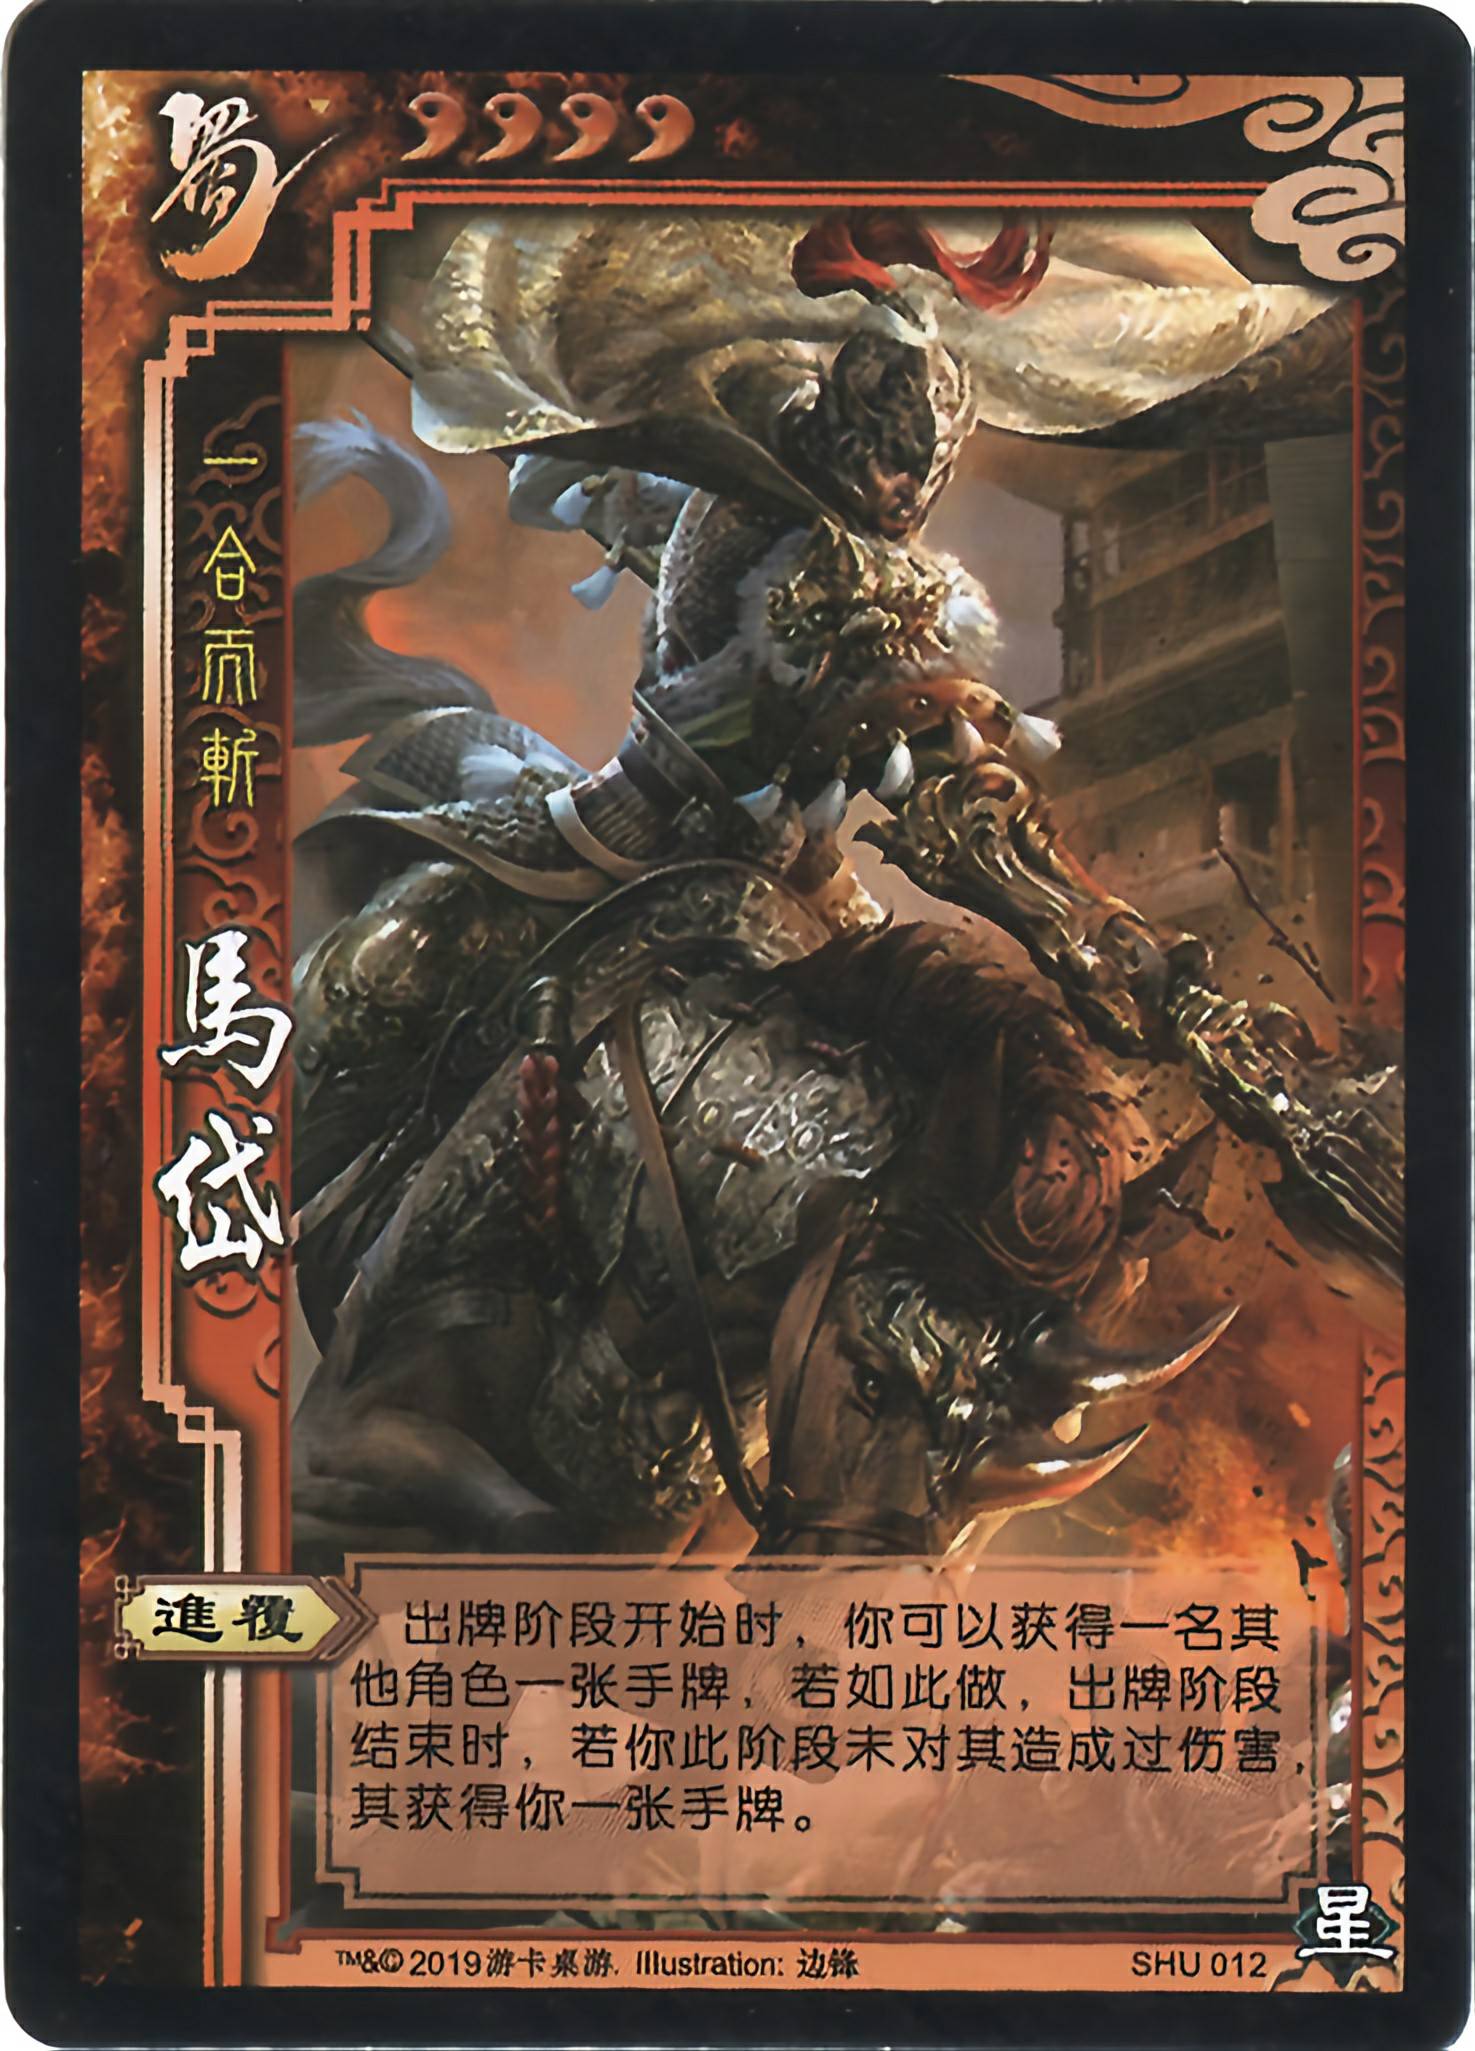 蜀
一合而斬
馬岱
進覆
出牌阶段开始时，你可以获得一名其
他角色一张手牌，若如此做，出牌阶段
结束时，若你此阶段未对其造成过伤害，
其获得你一张手牌。
™&© 2019游卡桌游. Illustration: 边锋
SHU 012
星